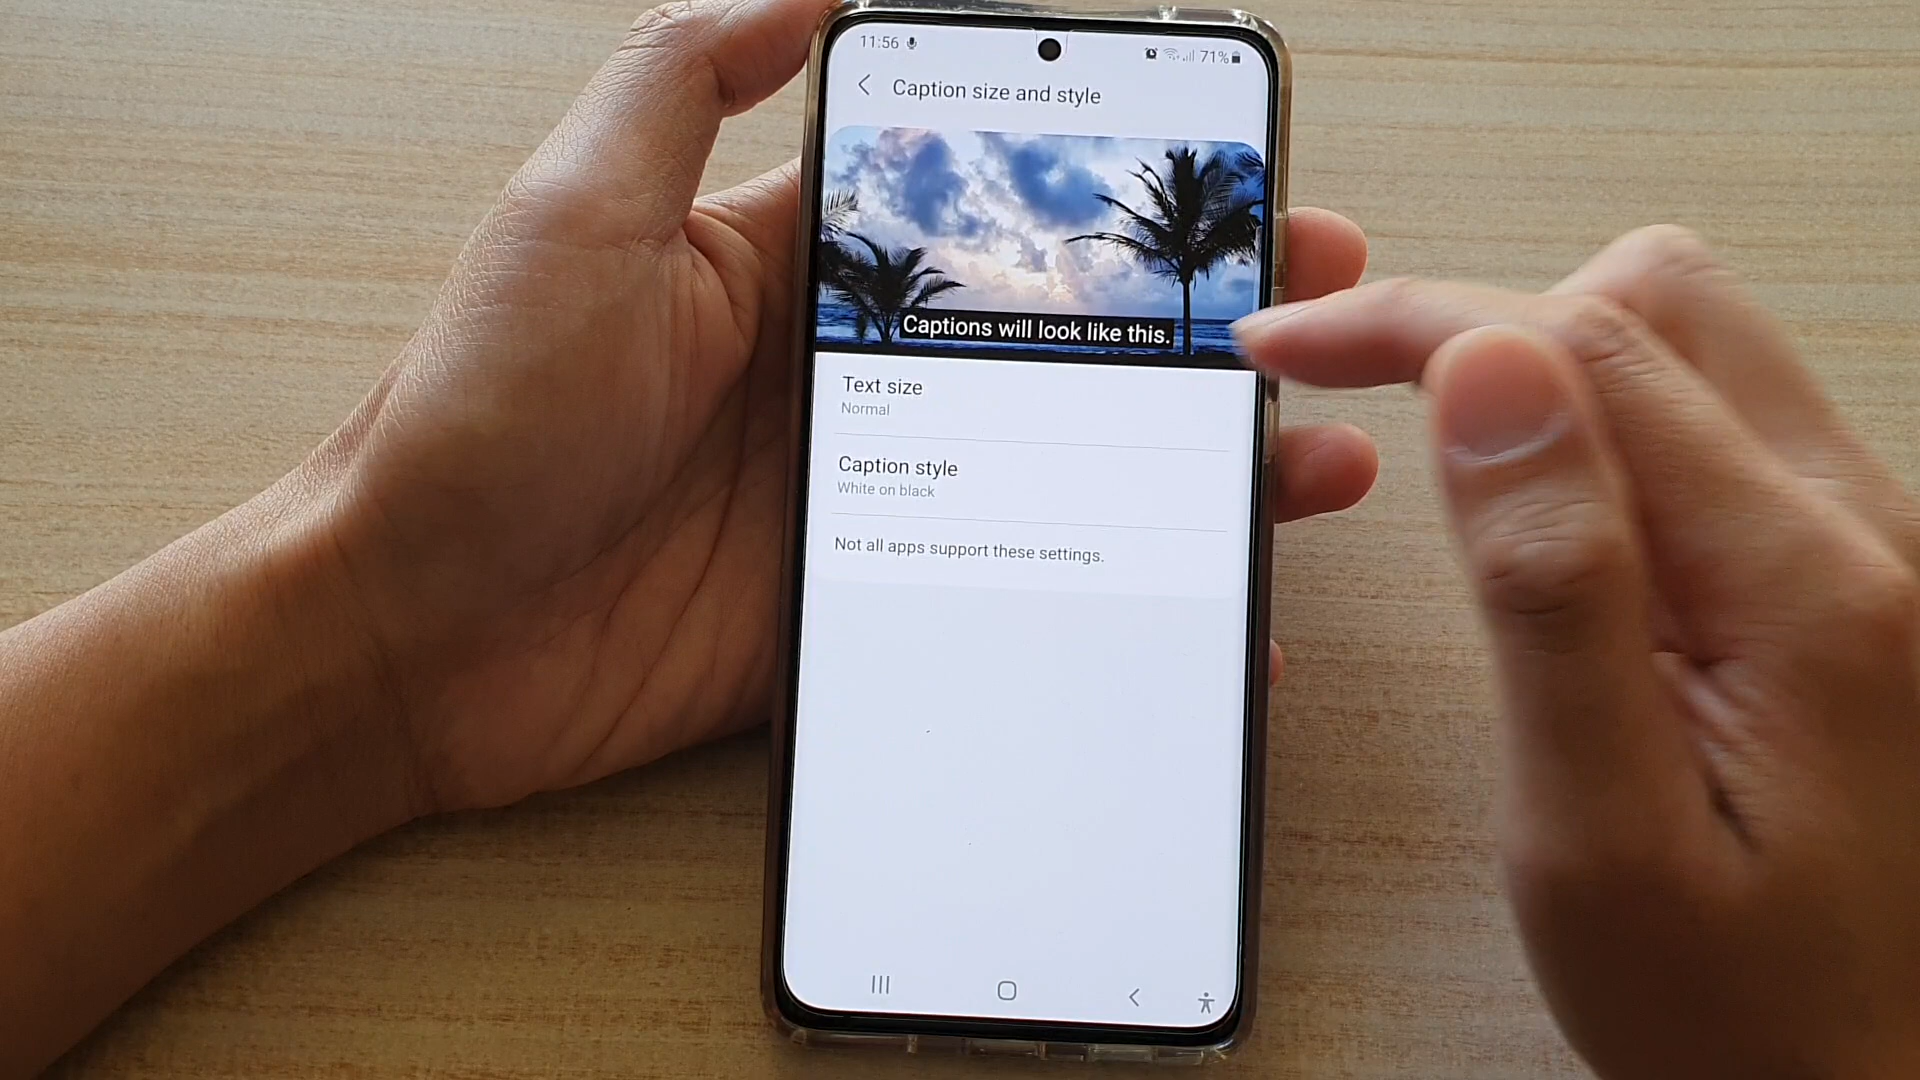 11:56
71%
Caption size and style
Captions will look like this.
Text size
Normal
Caption style
White on black
Not all apps support these settings.